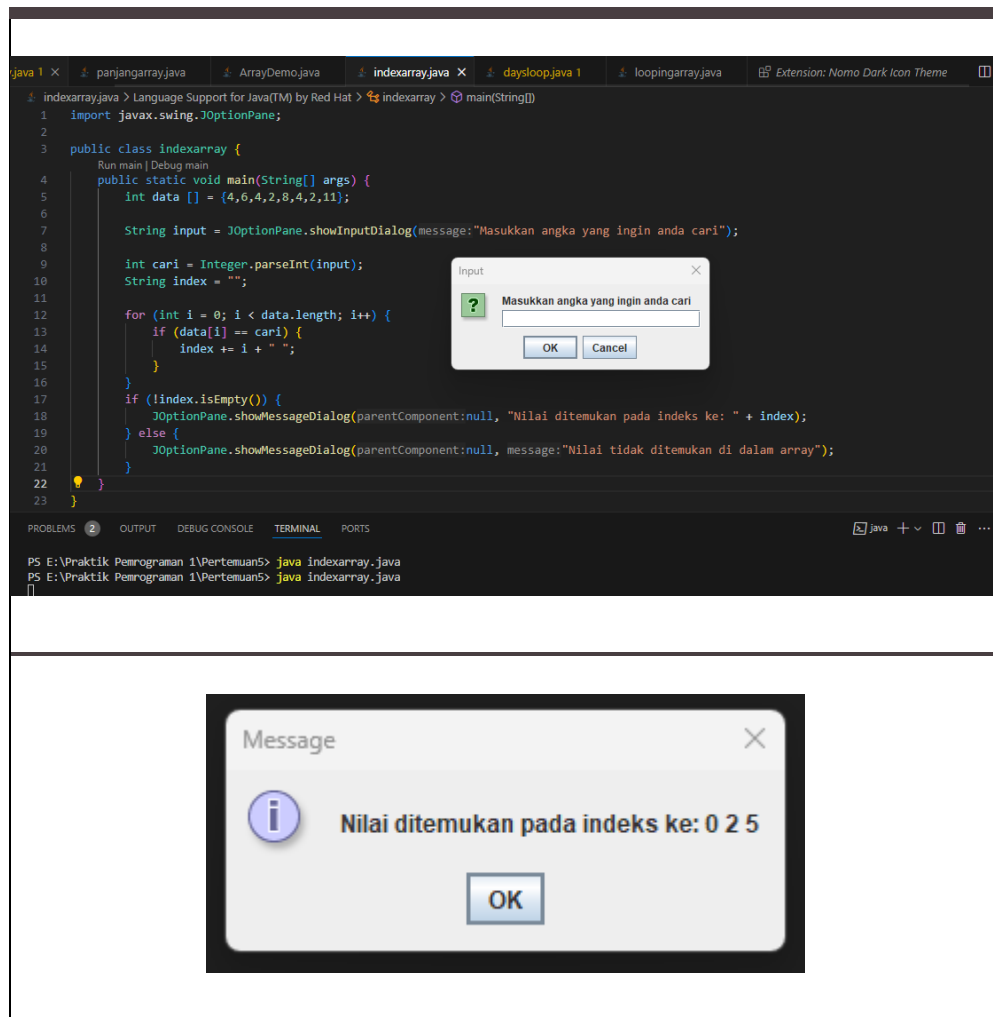 java 1 panjangarray.java ArrayDemo.java indexarray.java daysloop.java 1 loopingarray.java Extension: Nomo Dark Icon Theme
indexarray.java > Language Support for Java(TM) by Red Hat > indexarray > main(String[])
1 import javax.swing.JOptionPane;
2
3 public class indexarray {
Run main | Debug main
4 public static void main(String[] args) {
5 int data [] = {4,6,4,2,8,4,2,11};
6
7 String input = JOptionPane.showInputDialog(message:"Masukkan angka yang ingin anda cari");
8
9 int cari = Integer.parseInt(input);
10 String index = "";
11
12 for (int i = 0; i < data.length; i++) {
13 if (data[i] == cari) {
14 index += i + " ";
15 }
16 }
17 if (!index.isEmpty()) {
18 JOptionPane.showMessageDialog(parentComponent:null, "Nilai ditemukan pada indeks ke: " + index);
19 } else {
20 JOptionPane.showMessageDialog(parentComponent:null, message:"Nilai tidak ditemukan di dalam array");
21 }
22 }
23 }
Input
Masukkan angka yang ingin anda cari
OK Cancel
PROBLEMS 2 OUTPUT DEBUG CONSOLE TERMINAL PORTS java
PS E:\Praktik Pemrograman 1\Pertemuan5> java indexarray.java
PS E:\Praktik Pemrograman 1\Pertemuan5> java indexarray.java
Message
Nilai ditemukan pada indeks ke: 0 2 5
OK